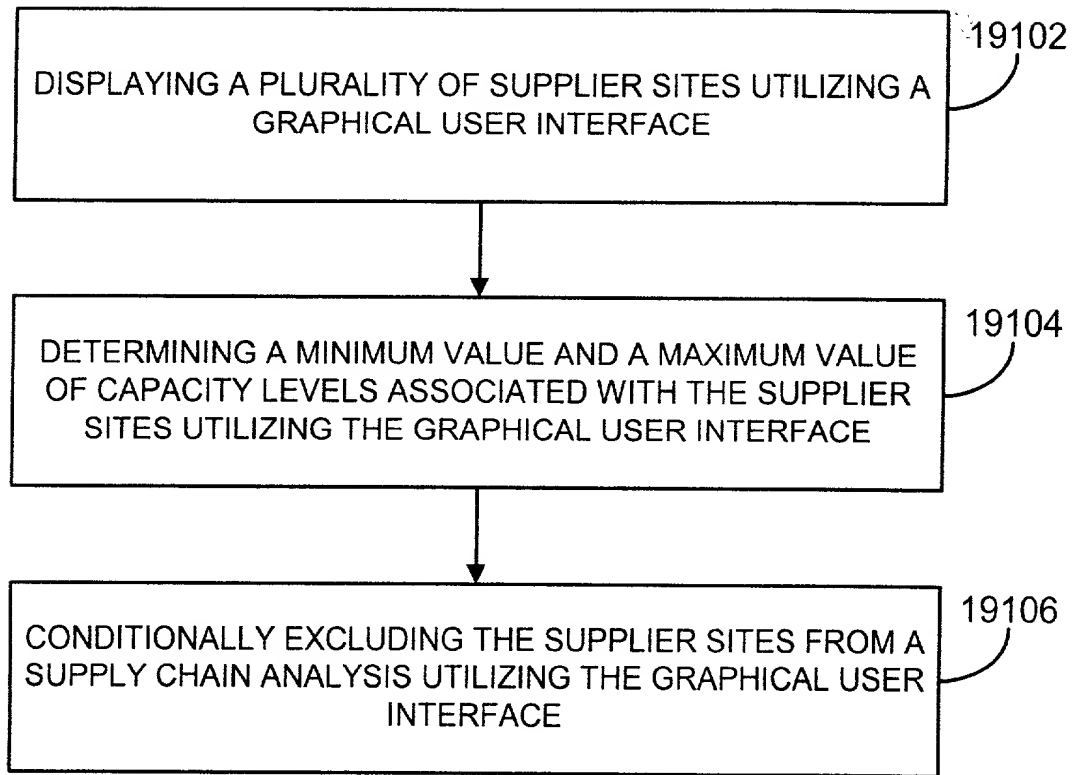 19102
DISPLAYING A PLURALITY OF SUPPLIER SITES UTILIZING A
GRAPHICAL USER INTERFACE
19104
DETERMINING A MINIMUM VALUE AND A MAXIMUM VALUE
OF CAPACITY LEVELS ASSOCIATED WITH THE SUPPLIER
SITES UTILIZING THE GRAPHICAL USER INTERFACE
19106
CONDITIONALLY EXCLUDING THE SUPPLIER SITES FROM A
SUPPLY CHAIN ANALYSIS UTILIZING THE GRAPHICAL USER
INTERFACE